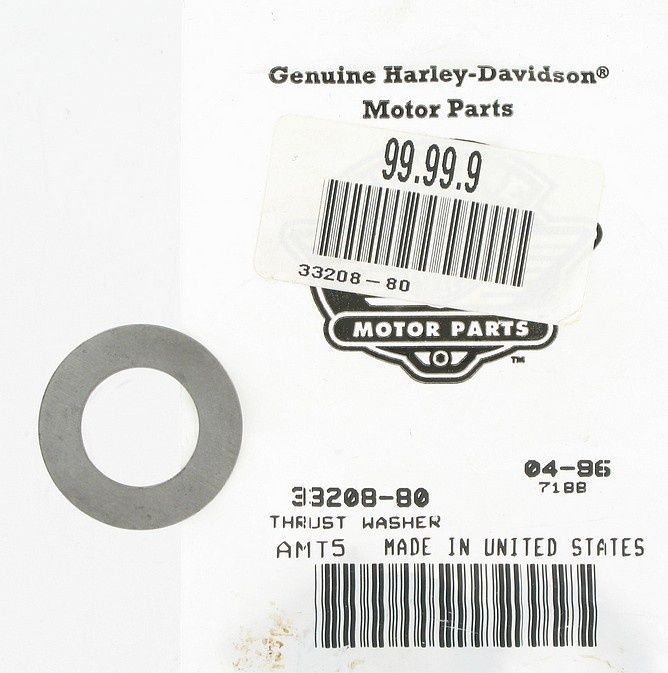 Genuine Harley-Davidson®
Motor Parts
99.99.9
33208-80
MOTOR PARTS
™
04-96
7188
33208-80
THRUST WASHER
AMT5 MADE IN UNITED STATES